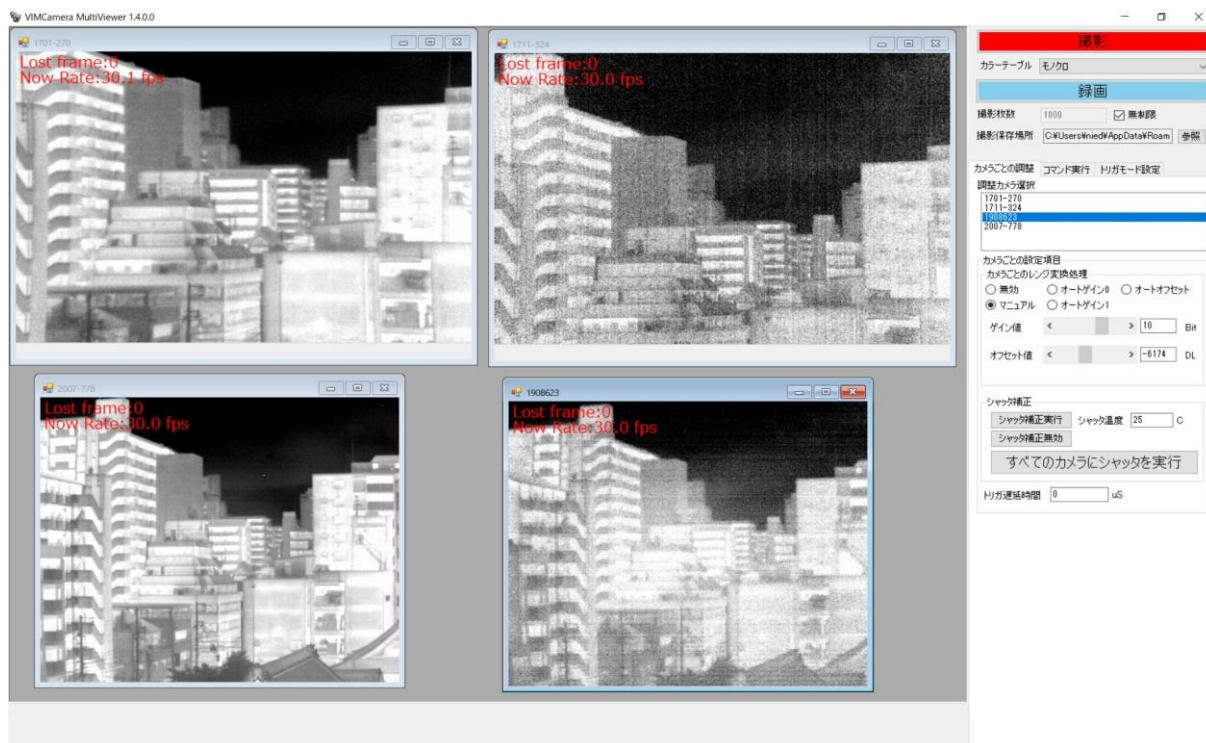 VIMCamera MultiViewer 1.4.0.0
1701-270
Lost frame:0
Now Rate:30.1 fps
1711-324
Lost frame:0
Now Rate:30.0 fps
2007-778
Lost frame:0
Now Rate:30.0 fps
1908623
Lost frame:0
Now Rate:30.0 fps
撮影
カラーテーブル モノクロ
録画
撮影枚数 1000 無制限
撮影保存場所 C:¥Users¥nied¥AppData¥Roam 参照
カメラごとの調整 コマンド実行 トリガモード設定
調整カメラ選択
1701-270
1711-324
1908623
2007-778
カメラごとの設定項目
カメラごとのレンジ変換処理
無効 オートゲイン0 オートオフセット
マニュアル オートゲイン1
ゲイン値 < > 10 Bit
オフセット値 < > -6174 DL
シャッタ補正
シャッタ補正実行 シャッタ温度 25 C
シャッタ補正無効
すべてのカメラにシャッタを実行
トリガ遅延時間 0 uS